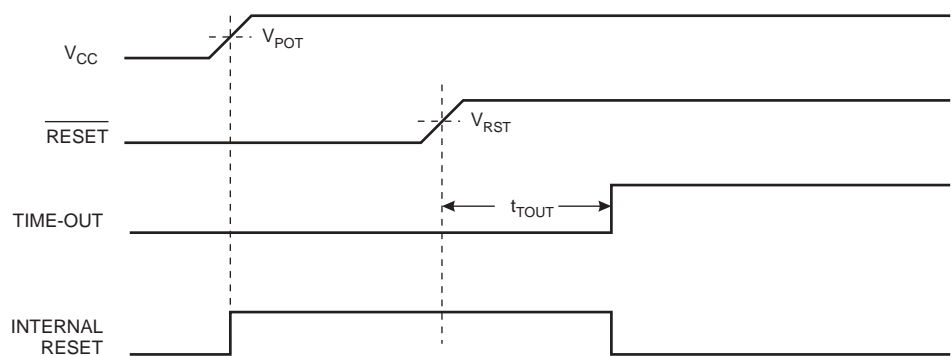 V_POT
V_CC
V_RST
RESET
t_TOUT
TIME-OUT
INTERNAL
RESET